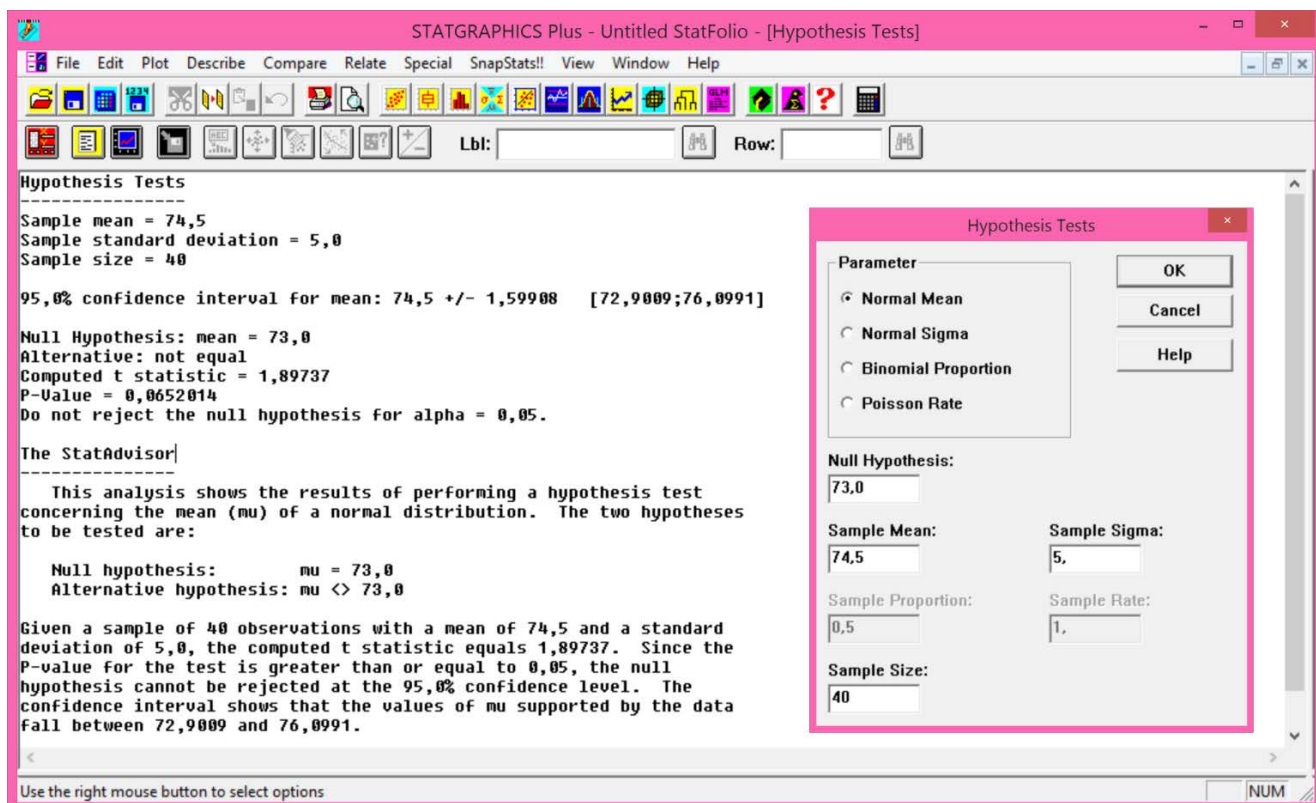 STATGRAPHICS Plus - Untitled StatFolio - [Hypothesis Tests]
File Edit Plot Describe Compare Relate Special SnapStats!! View Window Help
Lbl: Row:
Hypothesis Tests
----------------
Sample mean = 74,5
Sample standard deviation = 5,0
Sample size = 40
95,0% confidence interval for mean: 74,5 +/- 1,59908 [72,9009;76,0991]
Null Hypothesis: mean = 73,0
Alternative: not equal
Computed t statistic = 1,89737
P-Value = 0,0652014
Do not reject the null hypothesis for alpha = 0,05.
The StatAdvisor
---------------
This analysis shows the results of performing a hypothesis test
concerning the mean (mu) of a normal distribution. The two hypotheses
to be tested are:
Null hypothesis: mu = 73,0
Alternative hypothesis: mu <> 73,0
Given a sample of 40 observations with a mean of 74,5 and a standard
deviation of 5,0, the computed t statistic equals 1,89737. Since the
P-value for the test is greater than or equal to 0,05, the null
hypothesis cannot be rejected at the 95,0% confidence level. The
confidence interval shows that the values of mu supported by the data
fall between 72,9009 and 76,0991.
Hypothesis Tests
Parameter
Normal Mean
Normal Sigma
Binomial Proportion
Poisson Rate
OK
Cancel
Help
Null Hypothesis:
73,0
Sample Mean: Sample Sigma:
74,5 5,
Sample Proportion: Sample Rate:
0,5 1,
Sample Size:
40
Use the right mouse button to select options NUM